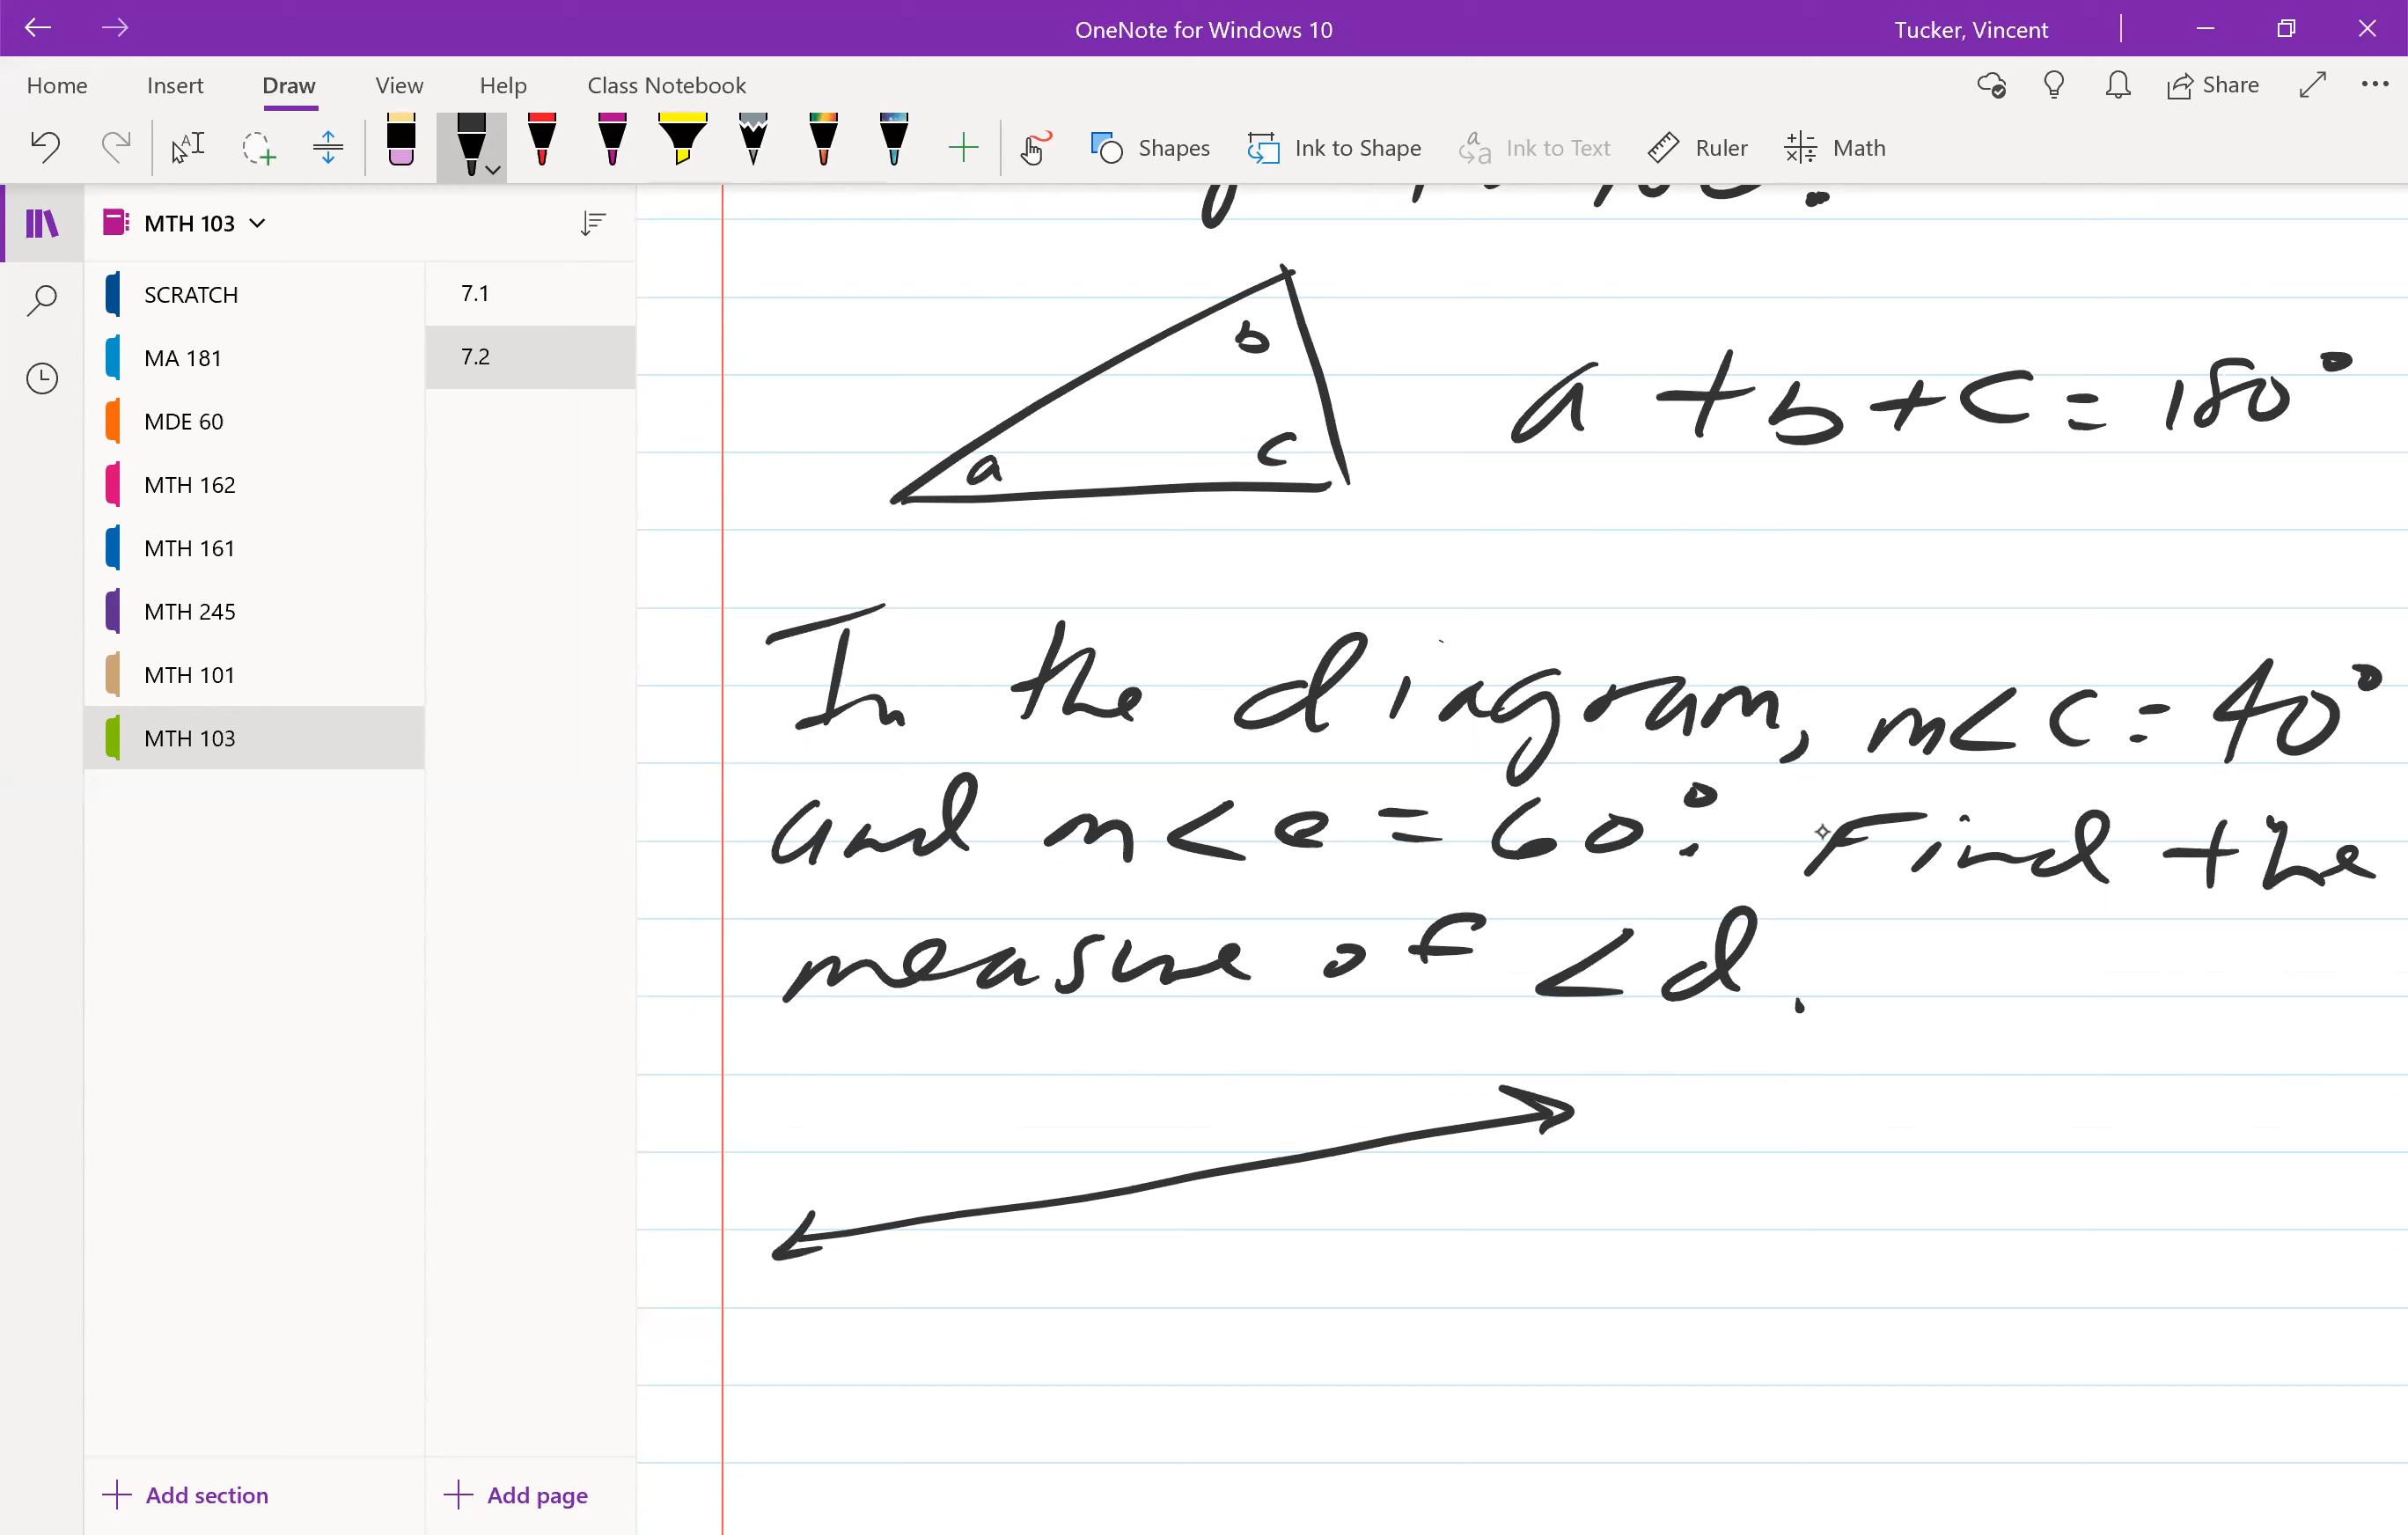 OneNote for Windows 10
Tucker, Vincent
Home Insert Draw View Help Class Notebook Share
Shapes Ink to Shape Ink to Text Ruler Math
MTH 103
SCRATCH
MA 181
MDE 60
MTH 162
MTH 161
MTH 245
MTH 101
MTH 103
Add section
7.1
7.2
Add page
b
a
c
a + b + c = 180°
In the diagram, m<c = 40°
and m<e = 60°. Find the
measure of <d.